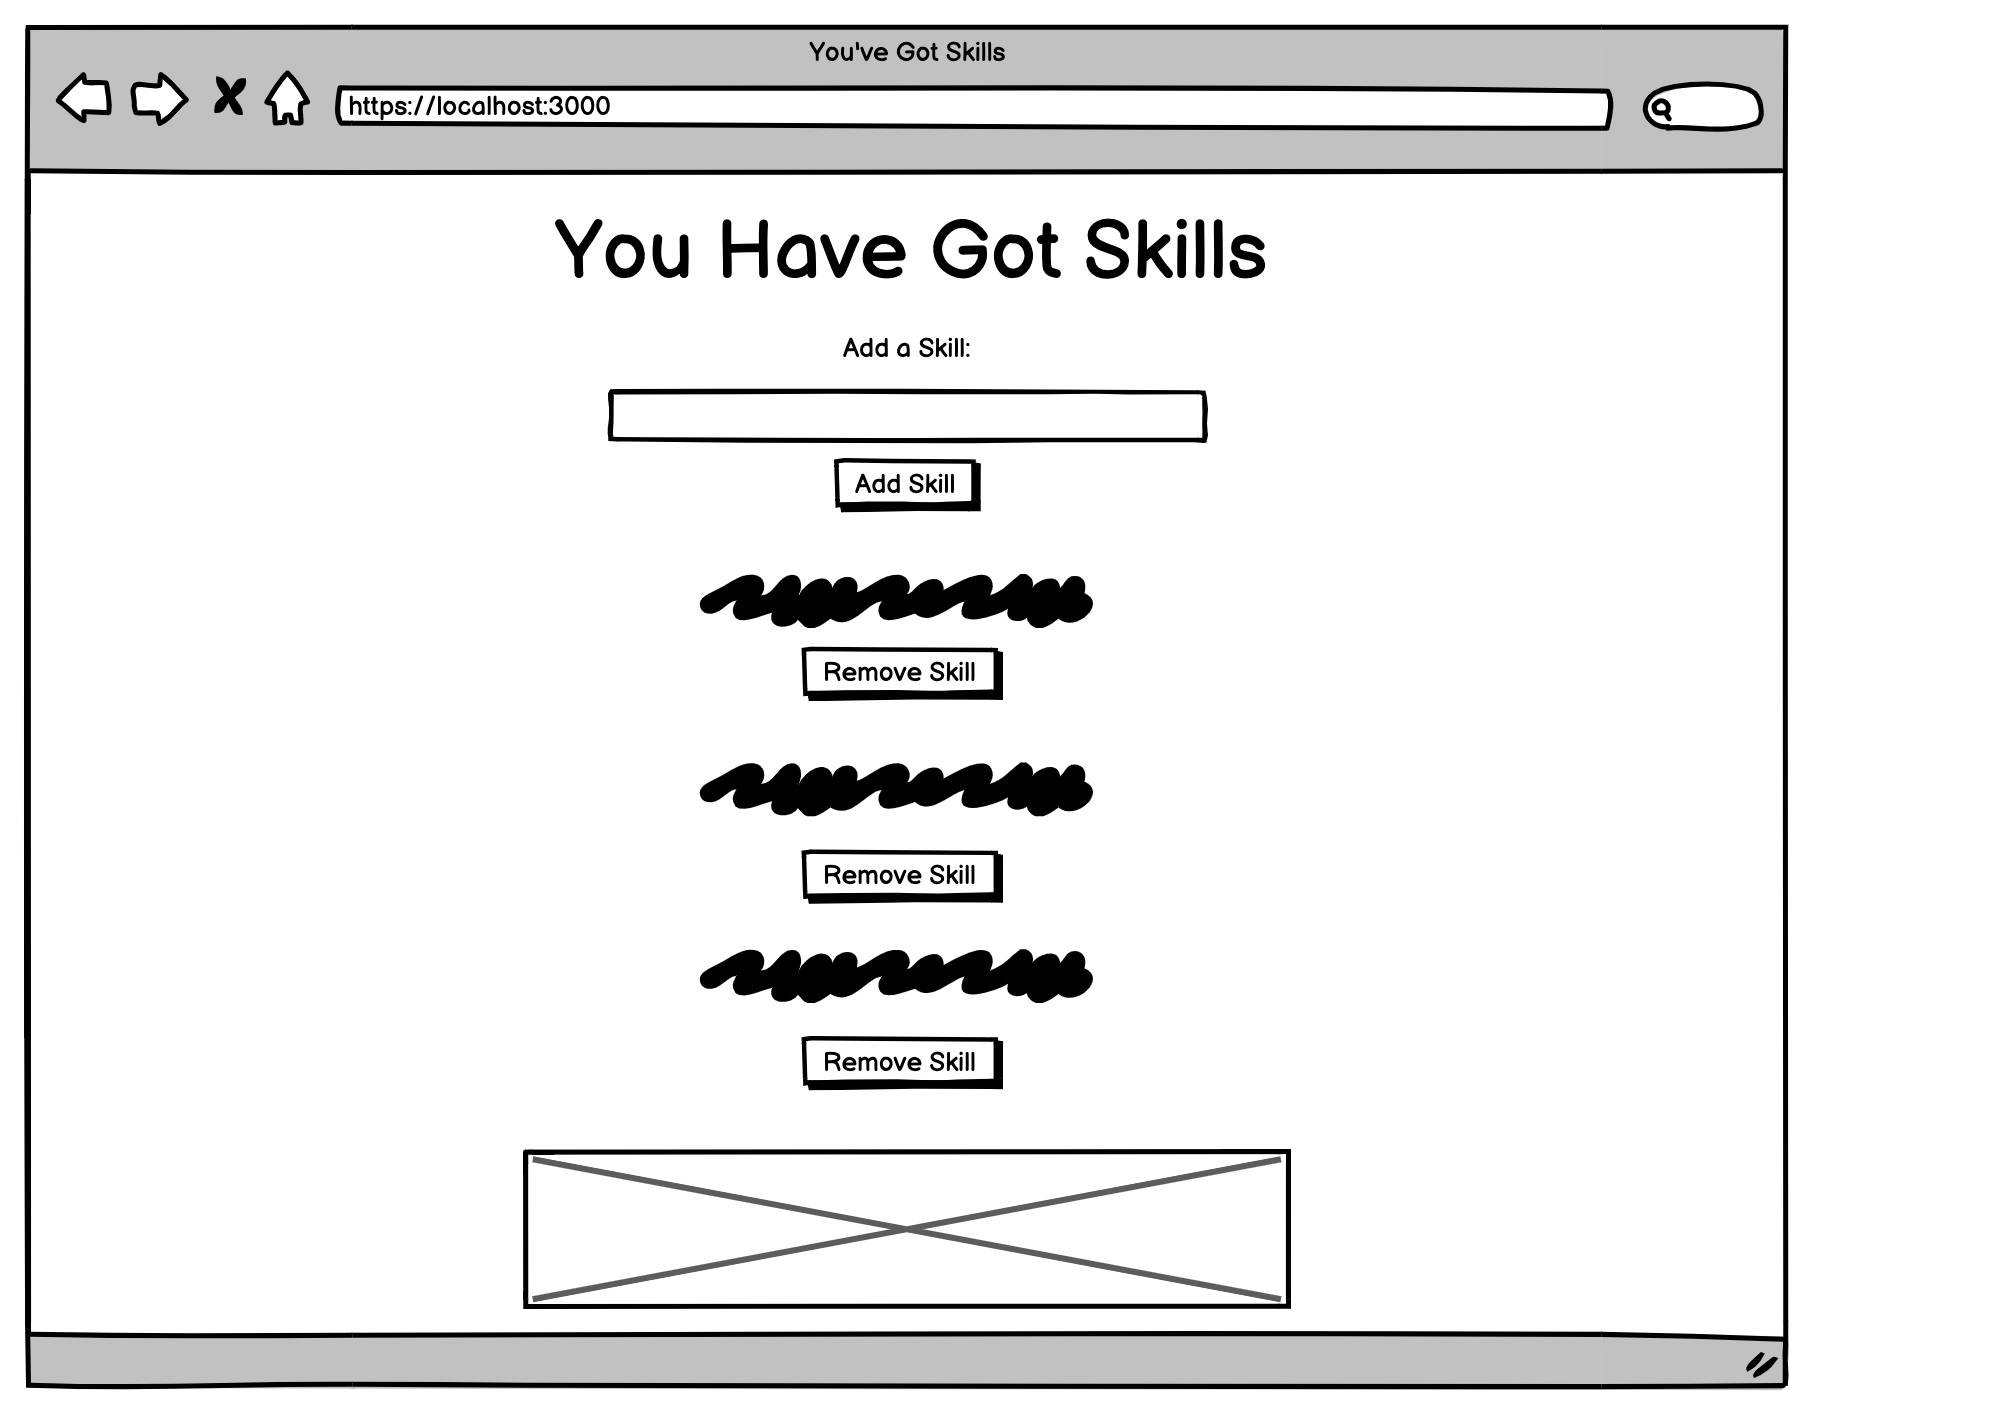 You've Got Skills
https://localhost:3000
You Have Got Skills
Add a Skill:
Add Skill
Remove Skill
Remove Skill
Remove Skill